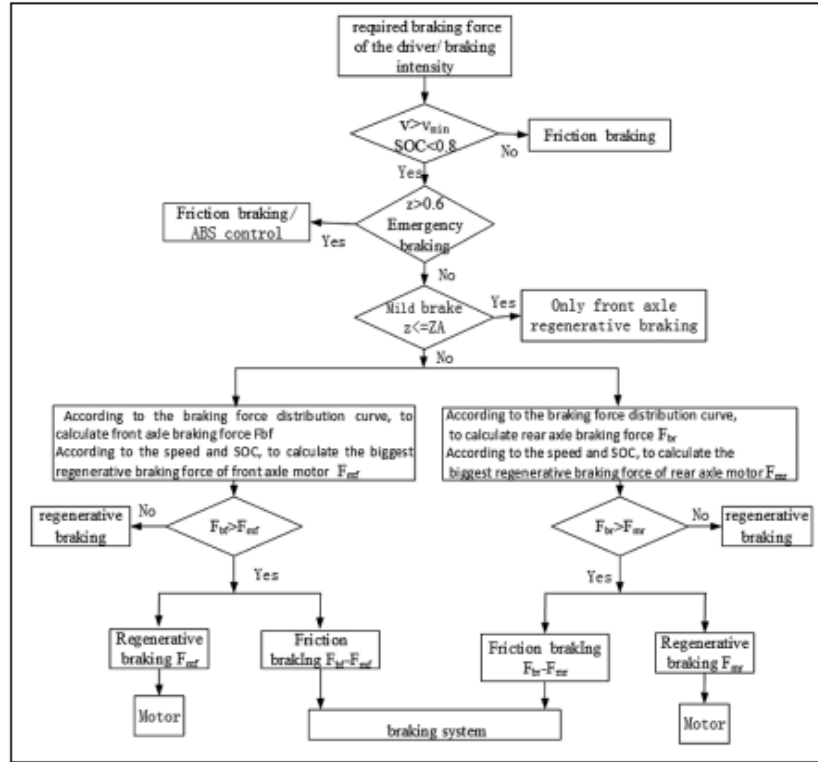 required braking force
of the driver/ braking
intensity
v>vmin
SOC<0.8
No
Friction braking
Yes
z>0.6
Emergency
braking
Yes
Friction braking/
ABS control
No
Mild brake
z<=ZA
Yes
Only front axle
regenerative braking
No
According to the braking force distribution curve, to
calculate front axle braking force Fbf
According to the speed and SOC, to calculate the biggest
regenerative braking force of front axle motor Fmf
According to the braking force distribution curve,
to calculate rear axle braking force Fbr
According to the speed and SOC, to calculate the
biggest regenerative braking force of rear axle motor Fmr
regenerative
braking
No
Fbf>Fmf
Yes
Fbr>Fmr
No
regenerative
braking
Yes
Regenerative
braking Fmf
Friction
brakIng Fbf-Fmf
Friction brakIng
Fbr-Fmr
Regenerative
braking Fmr
Motor
braking system
Motor